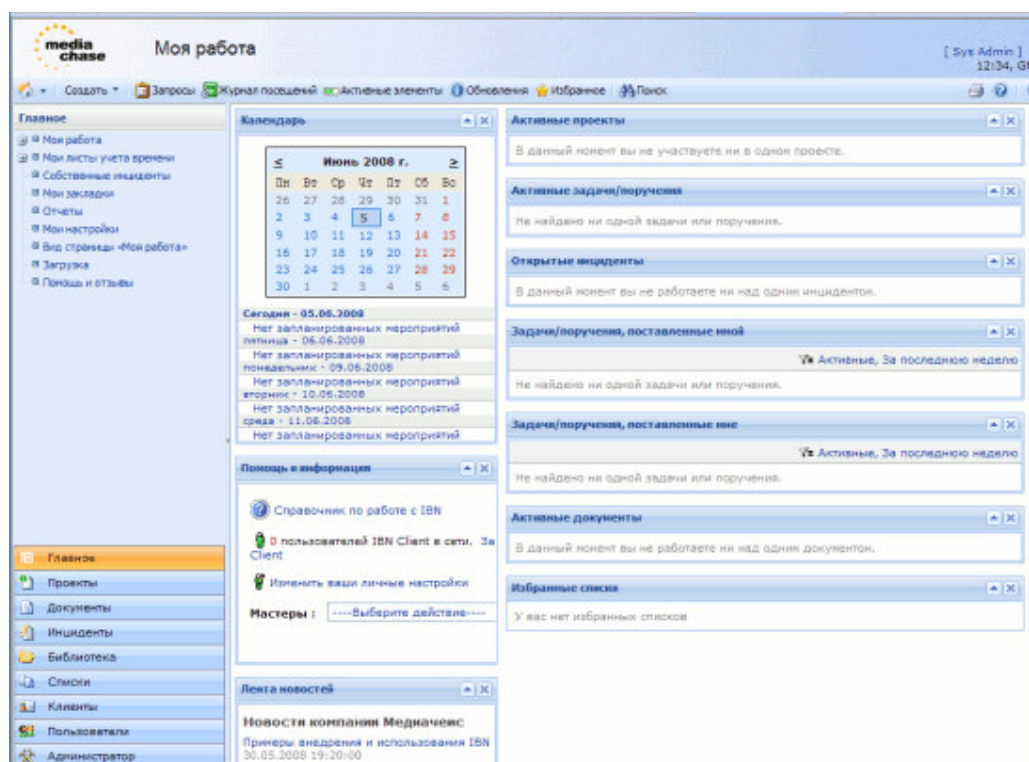 media chase
Моя работа
[ Sys Admin ]
12:34, G
Создать
Запросы
Журнал посещений
Активные элементы
Обновления
Избранное
Поиск
Главное
Моя работа
Мои листы учета времени
Собственные инциденты
Мои закладки
Отчеты
Мои настройки
Вид страницы «Моя работа»
Загрузка
Помощь и отзывы
Главное
Проекты
Документы
Инциденты
Библиотека
Списки
Клиенты
Пользователи
Администратор
Календарь
≤ Июнь 2008 г. ≥
Пн Вт Ср Чт Пт Сб Вс
26 27 28 29 30 31 1
2 3 4 5 6 7 8
9 10 11 12 13 14 15
16 17 18 19 20 21 22
23 24 25 26 27 28 29
30 1 2 3 4 5 6
Сегодня - 05.06.2008
Нет запланированных мероприятий
пятница - 06.06.2008
Нет запланированных мероприятий
понедельник - 09.06.2008
Нет запланированных мероприятий
вторник - 10.06.2008
Нет запланированных мероприятий
среда - 11.06.2008
Нет запланированных мероприятий
Помощь и информация
Справочник по работе с IBN
0 пользователей IBN Client в сети. За
Client
Изменить ваши личные настройки
Мастеры : ----Выберите действие----
Лента новостей
Новости компании Медиачейс
Примеры внедрения и использования IBN
30.05.2008 19:20:00
Активные проекты
В данный момент вы не участвуете ни в одном проекте.
Активные задачи/поручения
Не найдено ни одной задачи или поручения.
Открытые инциденты
В данный момент вы не работаете ни над одним инцидентом.
Задачи/поручения, поставленные мной
Активные, За последнюю неделю
Не найдено ни одной задачи или поручения.
Задачи/поручения, поставленные мне
Активные, За последнюю неделю
Не найдено ни одной задачи или поручения.
Активные документы
В данный момент вы не работаете ни над одним документом.
Избранные списки
У вас нет избранных списков